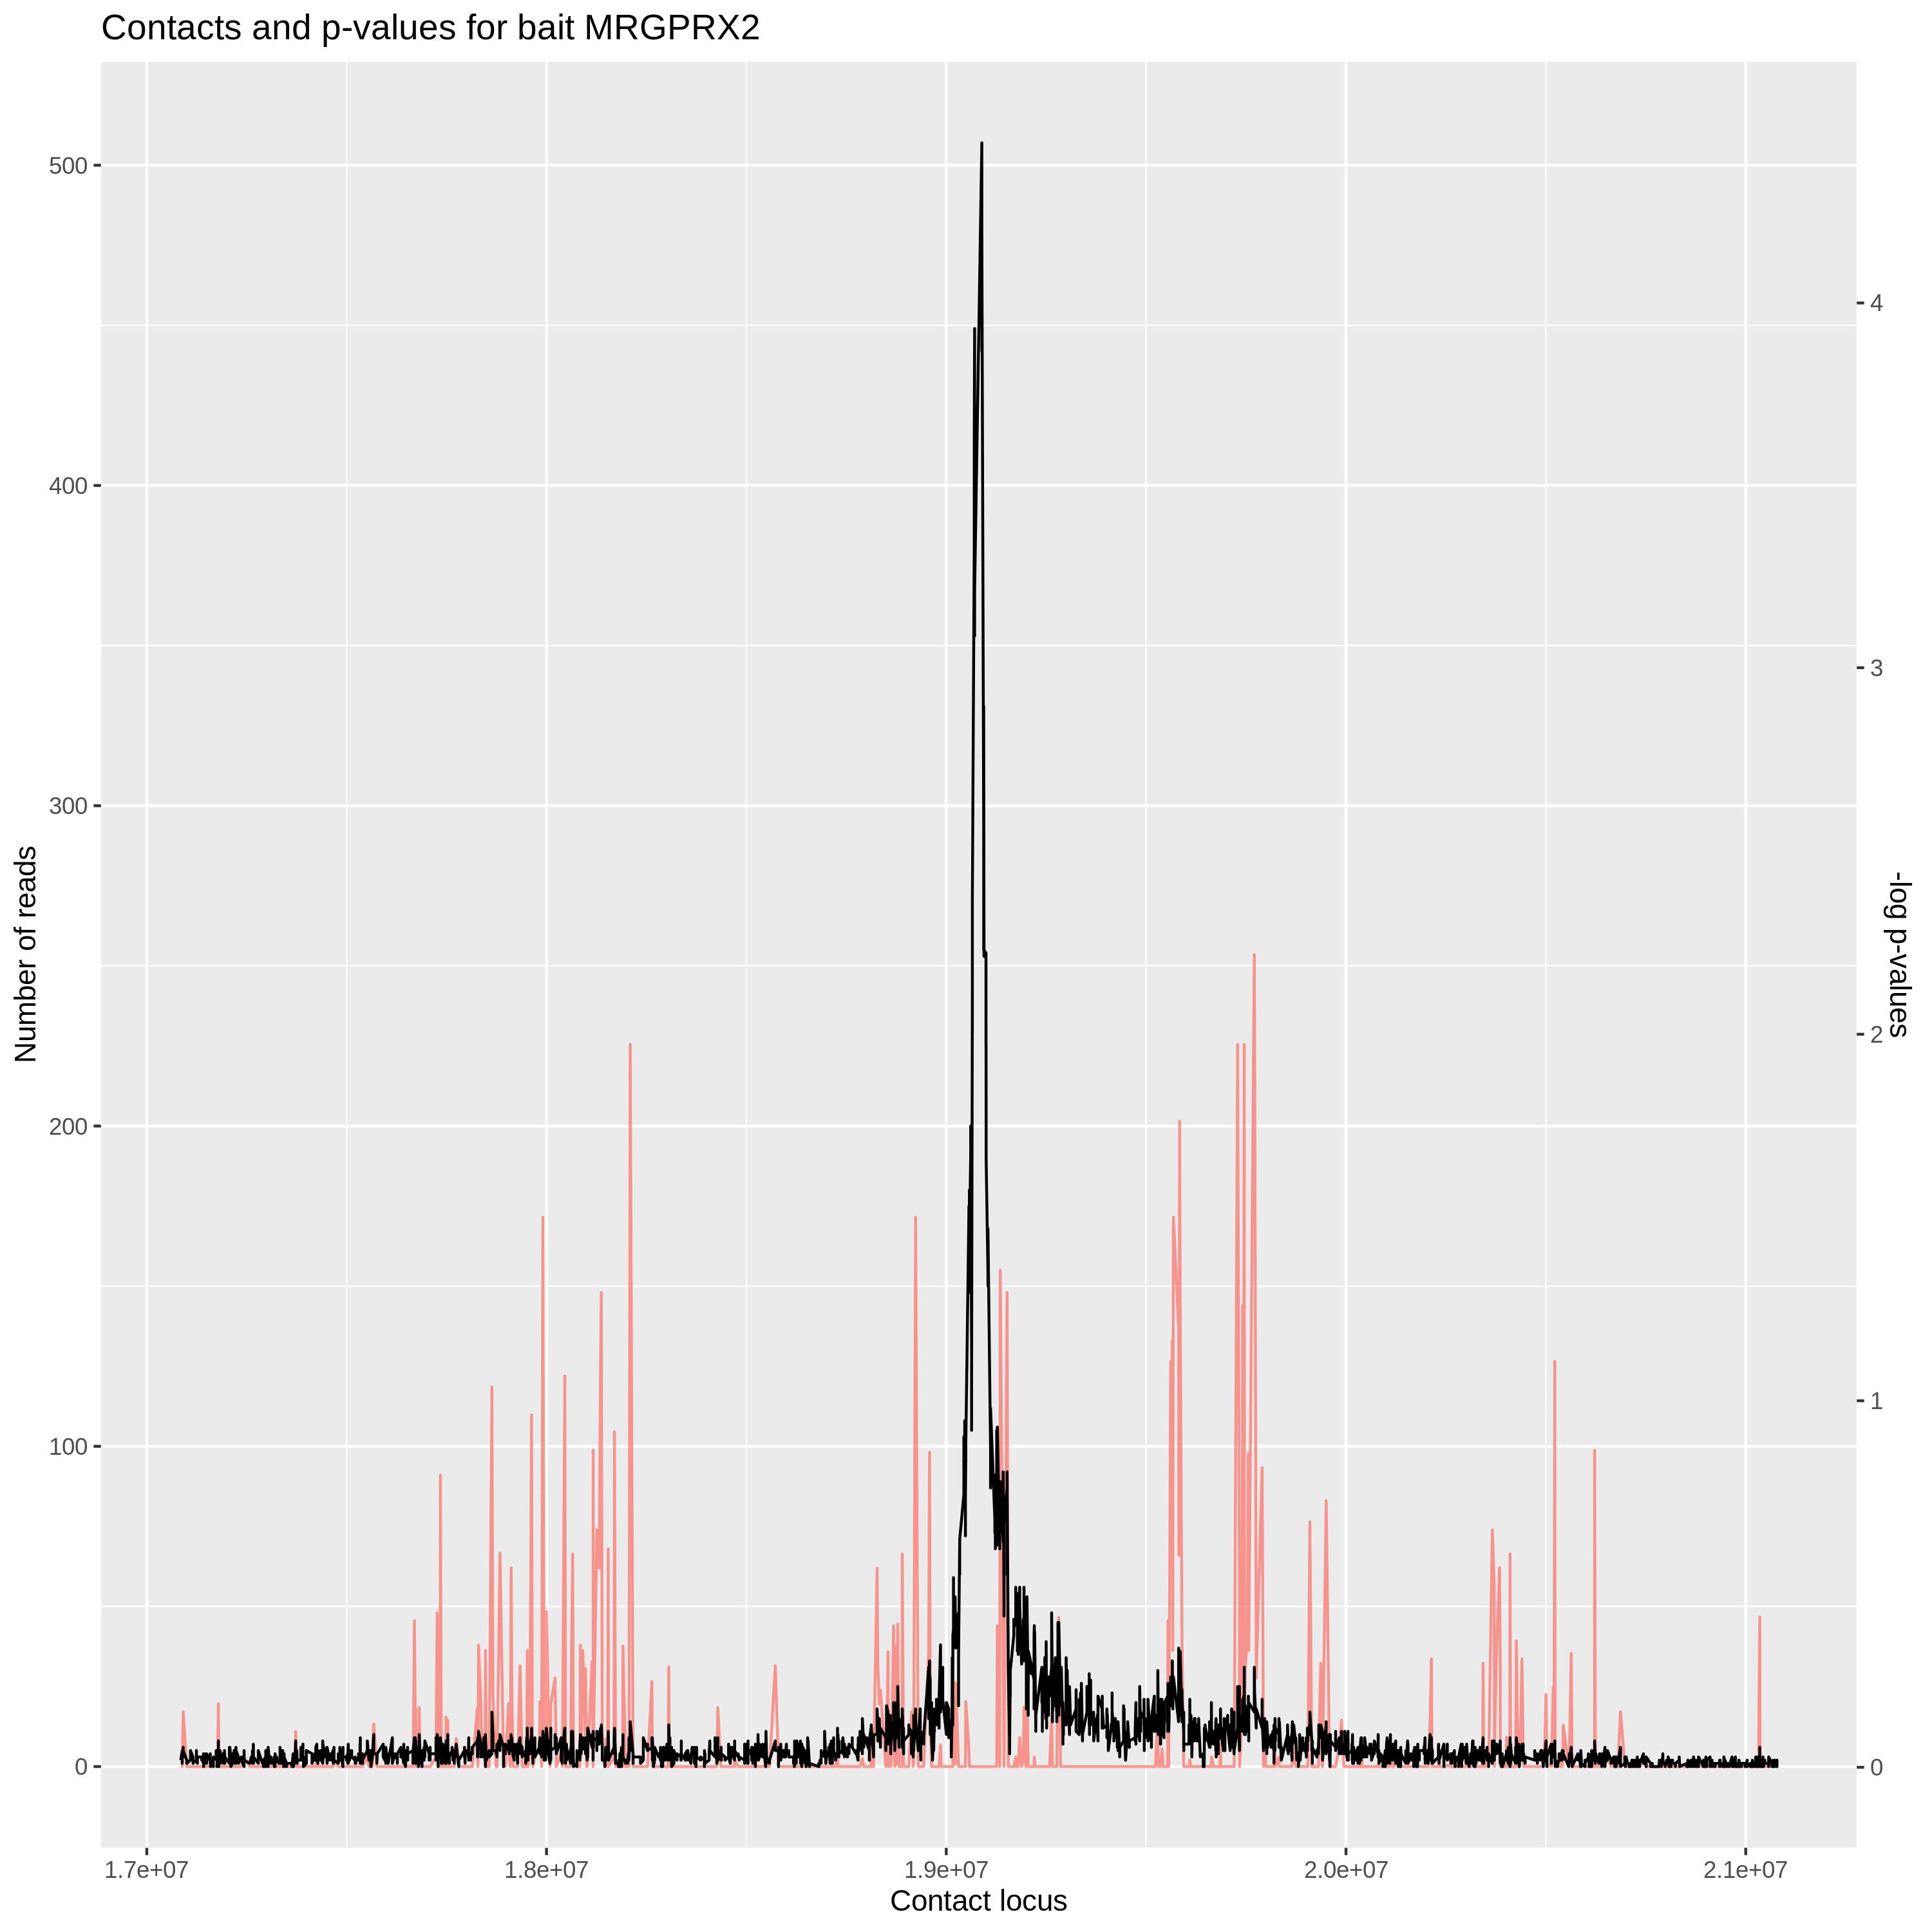 Contacts and p-values for bait MRGPRX2
500
400
300
200
100
0
Number of reads
4
3
2
1
0
-log p-values
1.7e+07
1.8e+07
1.9e+07
2.0e+07
2.1e+07
Contact locus